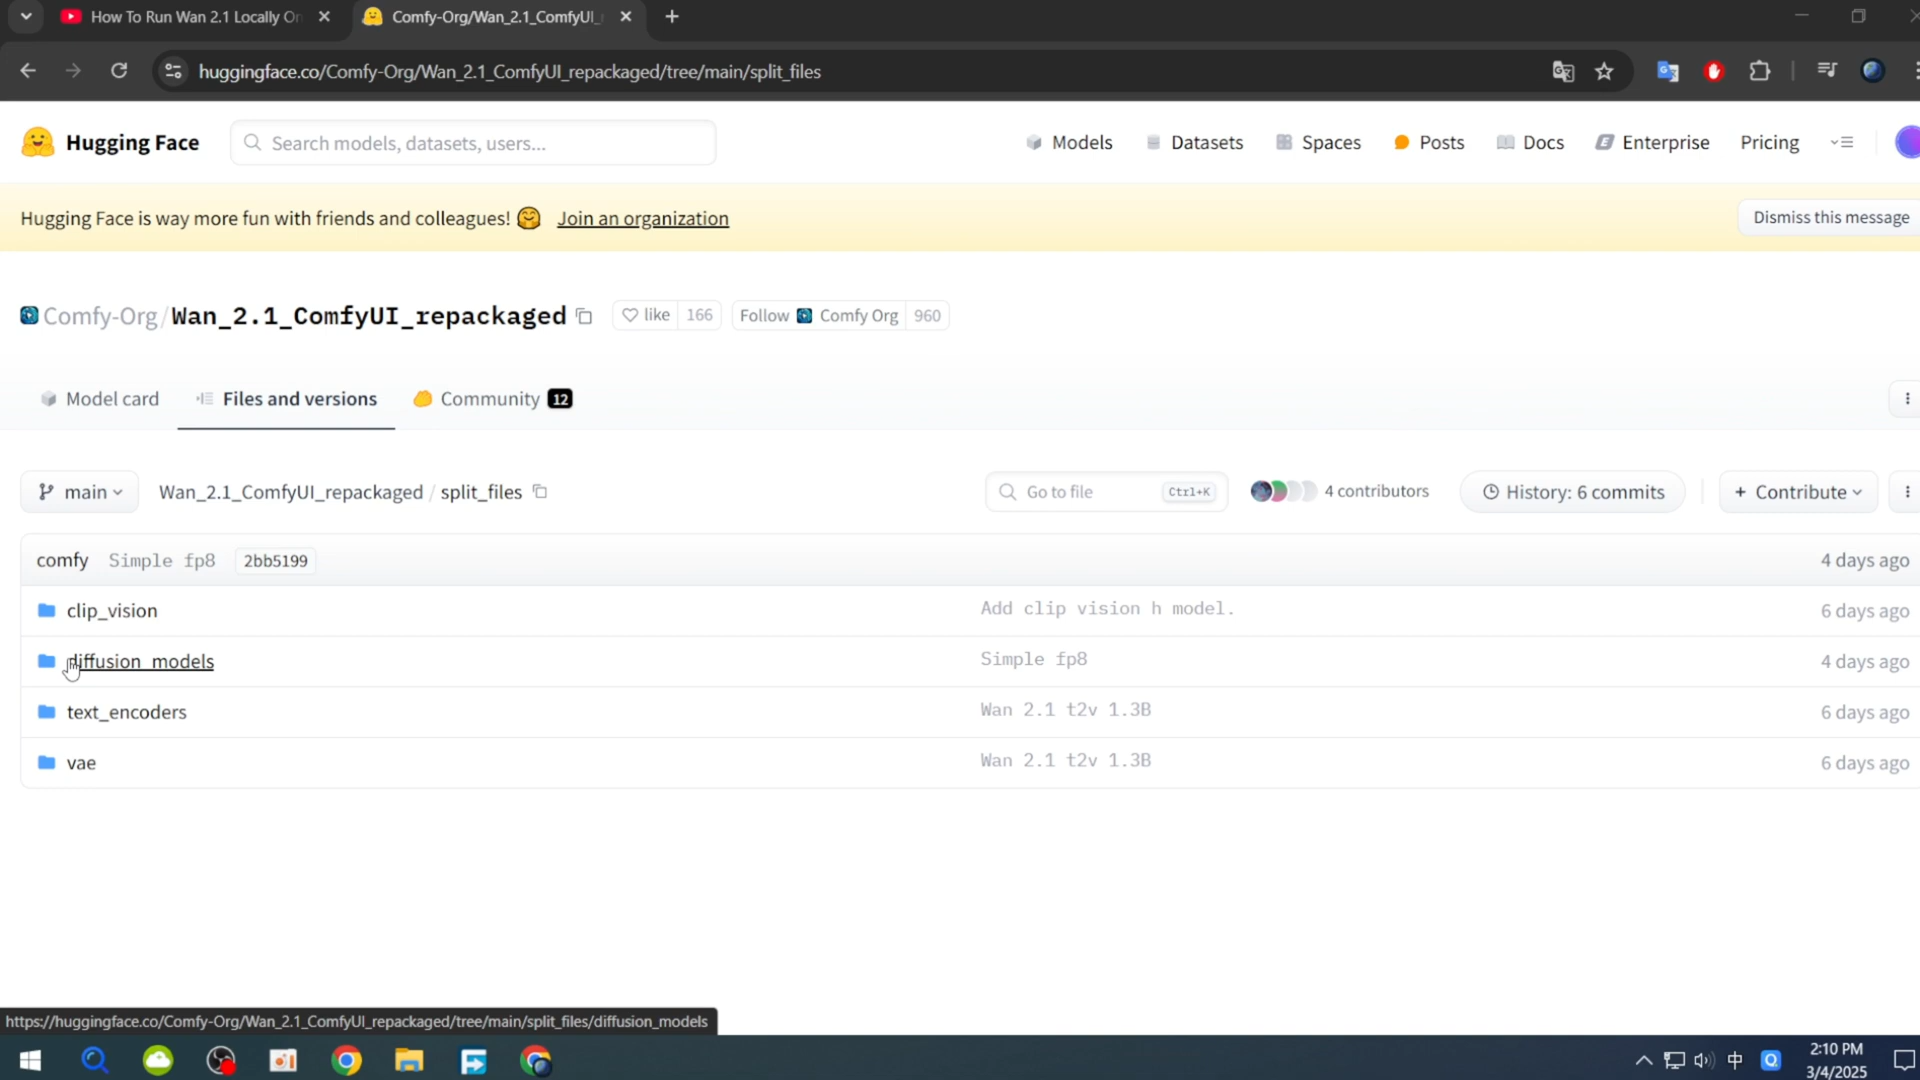 How To Run Wan 2.1 Locally On
Comfy-Org/Wan_2.1_ComfyUI_r
huggingface.co/Comfy-Org/Wan_2.1_ComfyUI_repackaged/tree/main/split_files
Hugging Face
Search models, datasets, users...
Models
Datasets
Spaces
Posts
Docs
Enterprise
Pricing
Hugging Face is way more fun with friends and colleagues! Join an organization
Dismiss this message
Comfy-Org/Wan_2.1_ComfyUI_repackaged
like 166
Follow Comfy Org 960
Model card
Files and versions
Community 12
main
Wan_2.1_ComfyUI_repackaged / split_files
Go to file Ctrl+K
4 contributors
History: 6 commits
+ Contribute
comfy Simple fp8 2bb5199 4 days ago
clip_vision Add clip vision h model. 6 days ago
diffusion_models Simple fp8 4 days ago
text_encoders Wan 2.1 t2v 1.3B 6 days ago
vae Wan 2.1 t2v 1.3B 6 days ago
https://huggingface.co/Comfy-Org/Wan_2.1_ComfyUI_repackaged/tree/main/split_files/diffusion_models
中
2:10 PM
3/4/2025